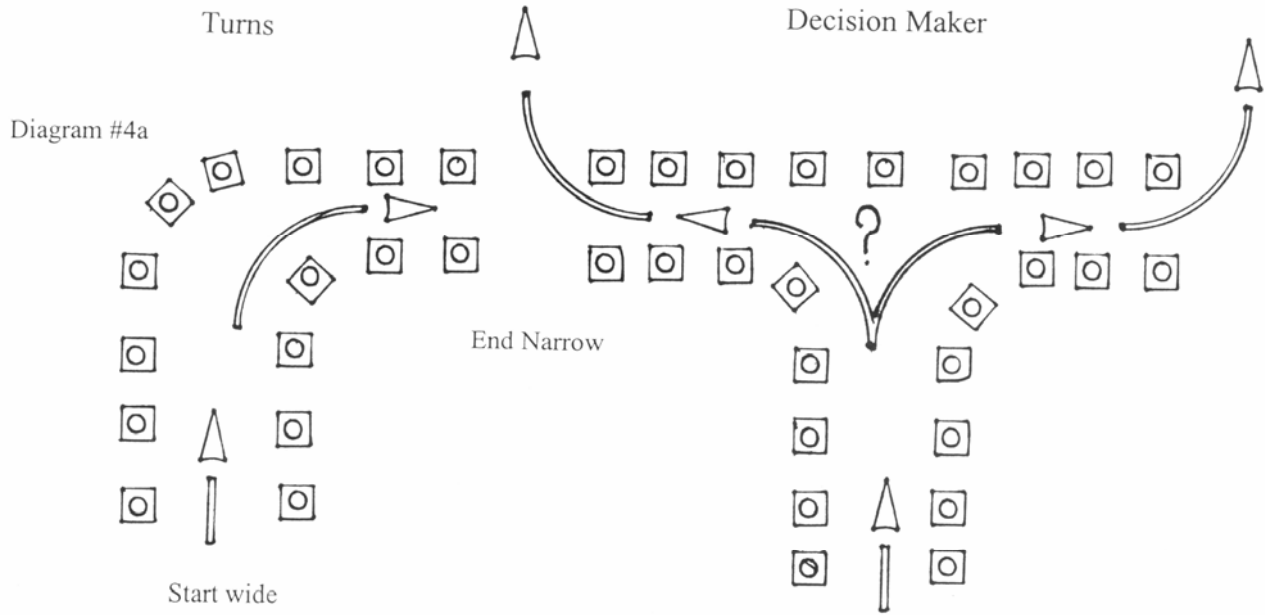 Turns
Decision Maker
Diagram #4a
?
End Narrow
Start wide